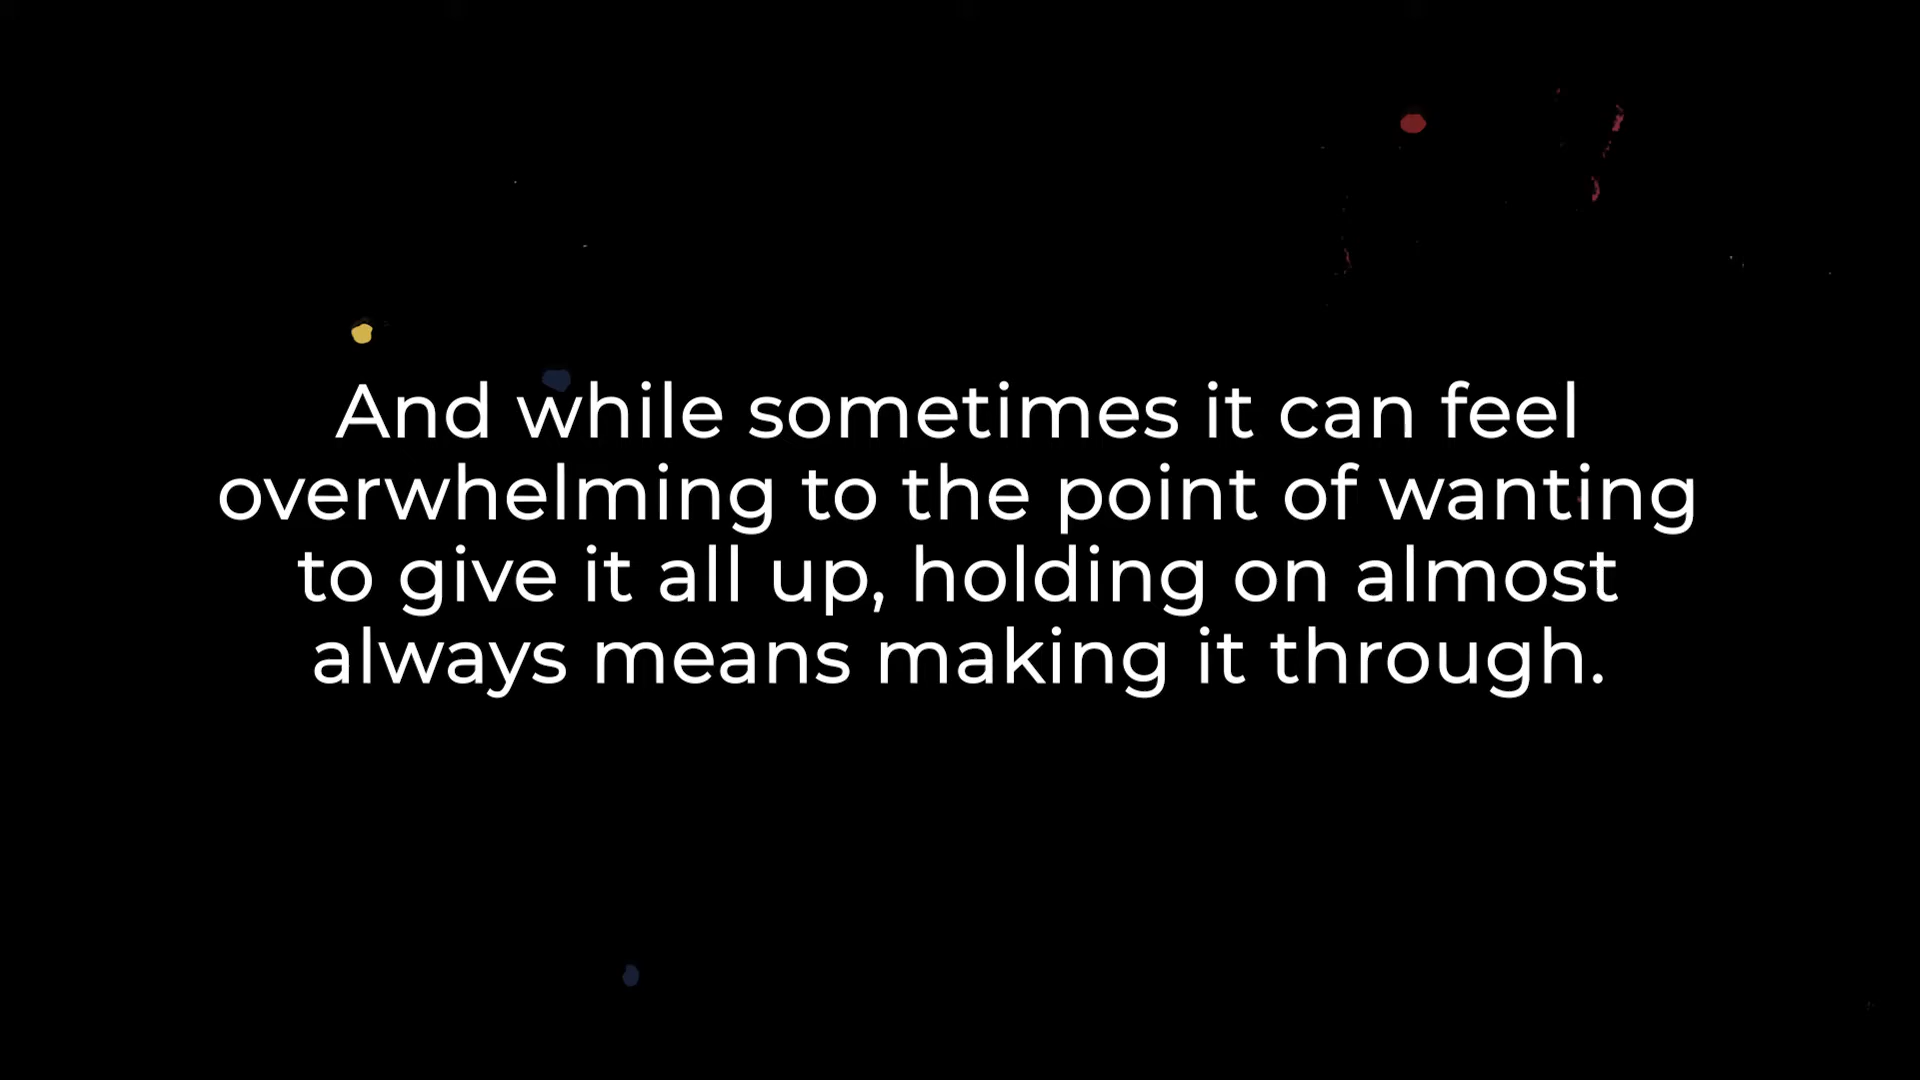 And while sometimes it can feel
overwhelming to the point of wanting
to give it all up, holding on almost
always means making it through.